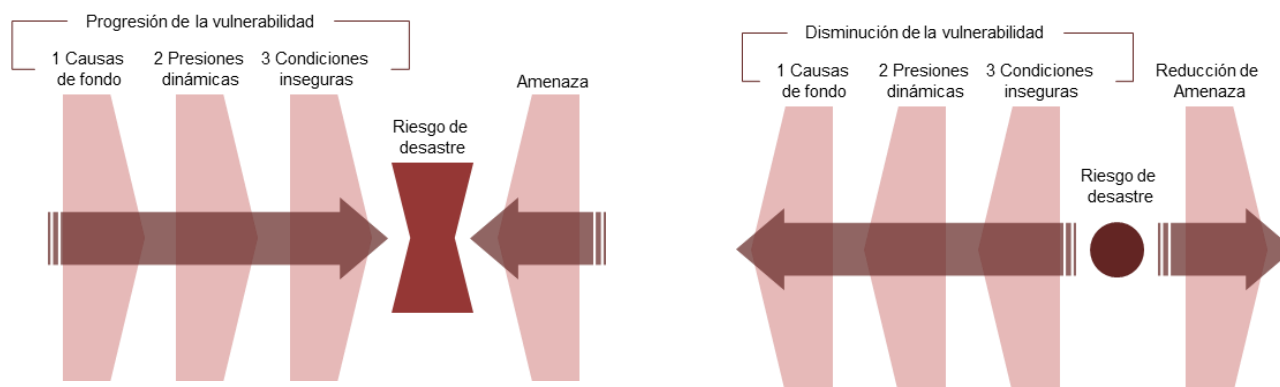 Progresión de la vulnerabilidad
1 Causas
de fondo
2 Presiones
dinámicas
3 Condiciones
inseguras
Amenaza
Riesgo de
desastre
Disminución de la vulnerabilidad
1 Causas
de fondo
2 Presiones
dinámicas
3 Condiciones
inseguras
Reducción de
Amenaza
Riesgo de
desastre